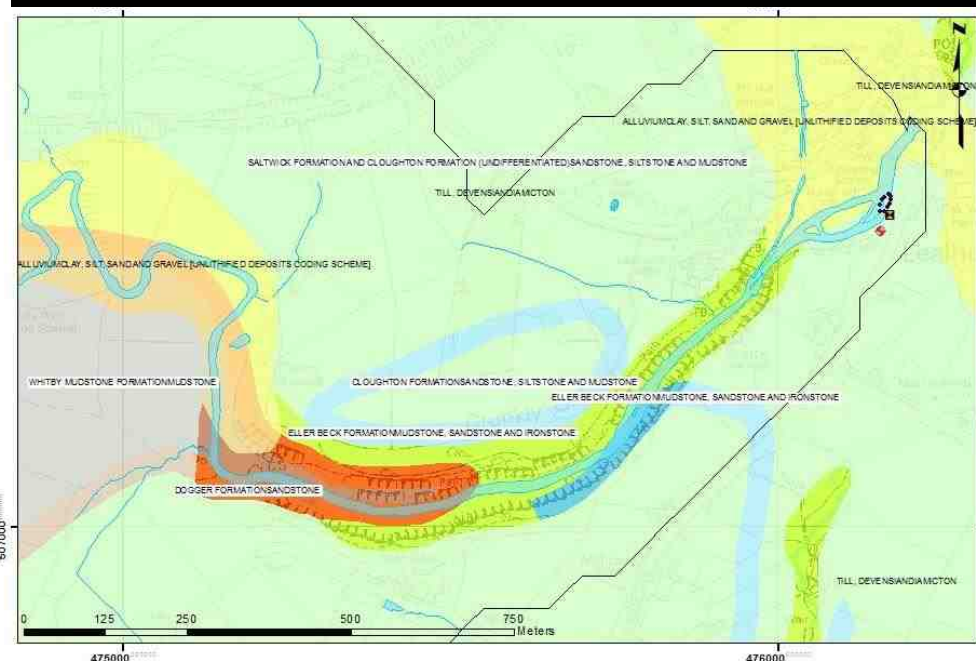 N
TILL, DEVENSIANDIAMICTON
ALLUVIUMCLAY, SILT, SANDAND GRAVEL [UNLITHIFIED DEPOSITS CODING SCHEME]
SALTWICK FORMATIONAND CLOUGHTON FORMATION (UNDIFFERENTIATED)SANDSTONE, SILTSTONE AND MUDSTONE
TILL, DEVENSIANDIAMICTON
ALLUVIUMCLAY, SILT, SANDAND GRAVEL [UNLITHIFIED DEPOSITS CODING SCHEME]
WHITBY MUDSTONE FORMATIONMUDSTONE
CLOUGHTON FORMATIONSANDSTONE, SILTSTONE AND MUDSTONE
ELLER BECK FORMATIONMUDSTONE, SANDSTONE AND IRONSTONE
ELLER BECK FORMATIONMUDSTONE, SANDSTONE AND IRONSTONE
DOGGER FORMATIONSANDSTONE
TILL, DEVENSIANDIAMICTON
0 125 250 500 750
Meters
475000
476000